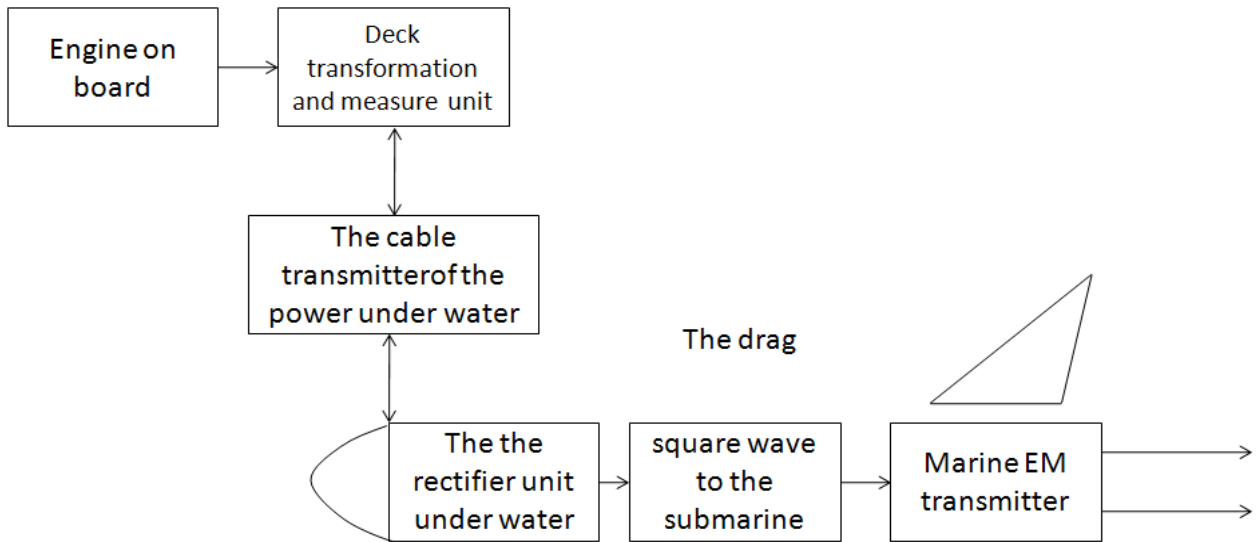 Engine on
board
Deck
transformation
and measure unit
The cable
transmitterof the
power under water
The drag
The the
rectifier unit
under water
square wave
to the
submarine
Marine EM
transmitter